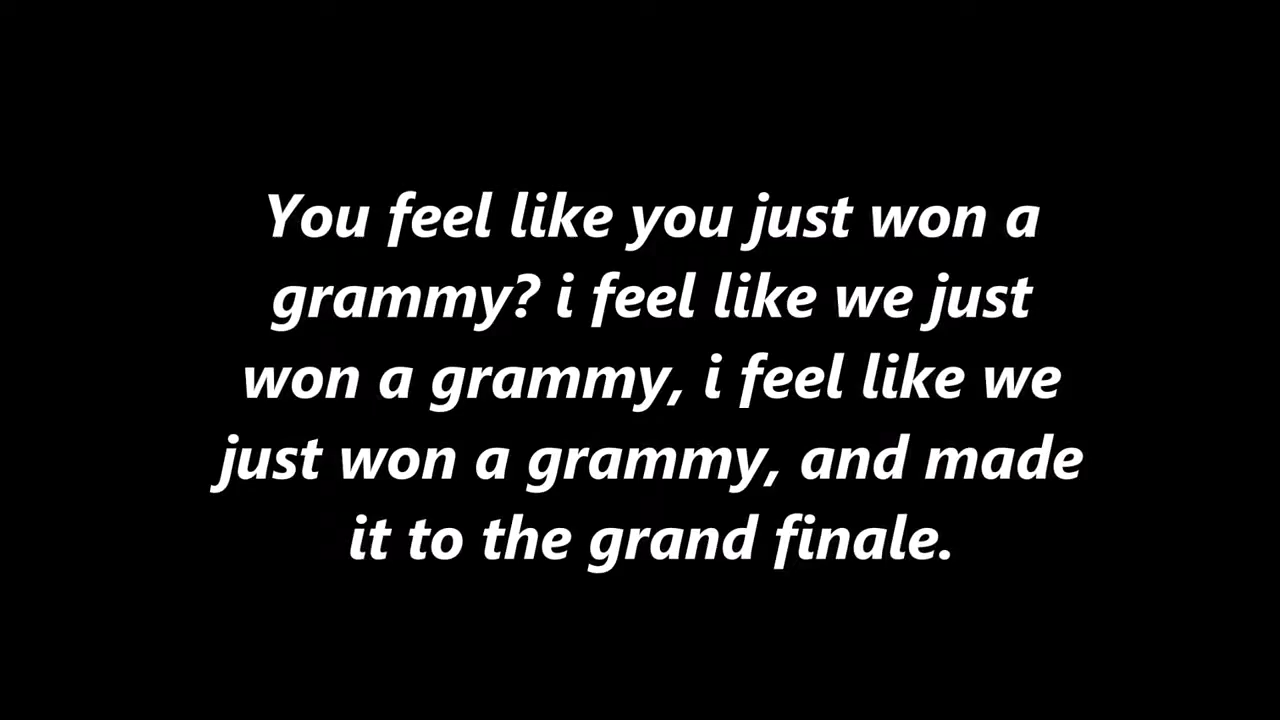 You feel like you just won a
grammy? i feel like we just
won a grammy, i feel like we
just won a grammy, and made
it to the grand finale.